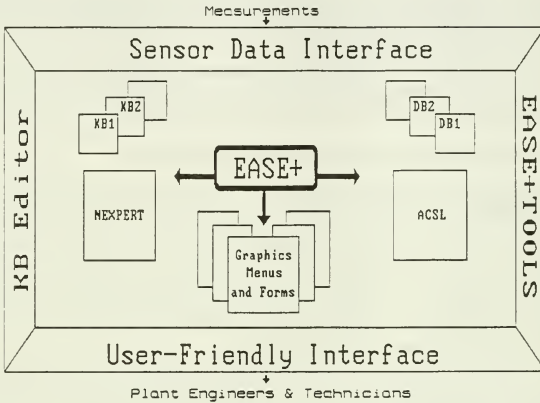 Mecsurements
Sensor Data Interface
KB2
KB1
DB2
DB1
KB Editor
EASE+
EASE+TOOLS
MEXPERT
ACSL
Graphics
Menus
and Forms
User-Friendly Interface
Plant Engineers & Technicians